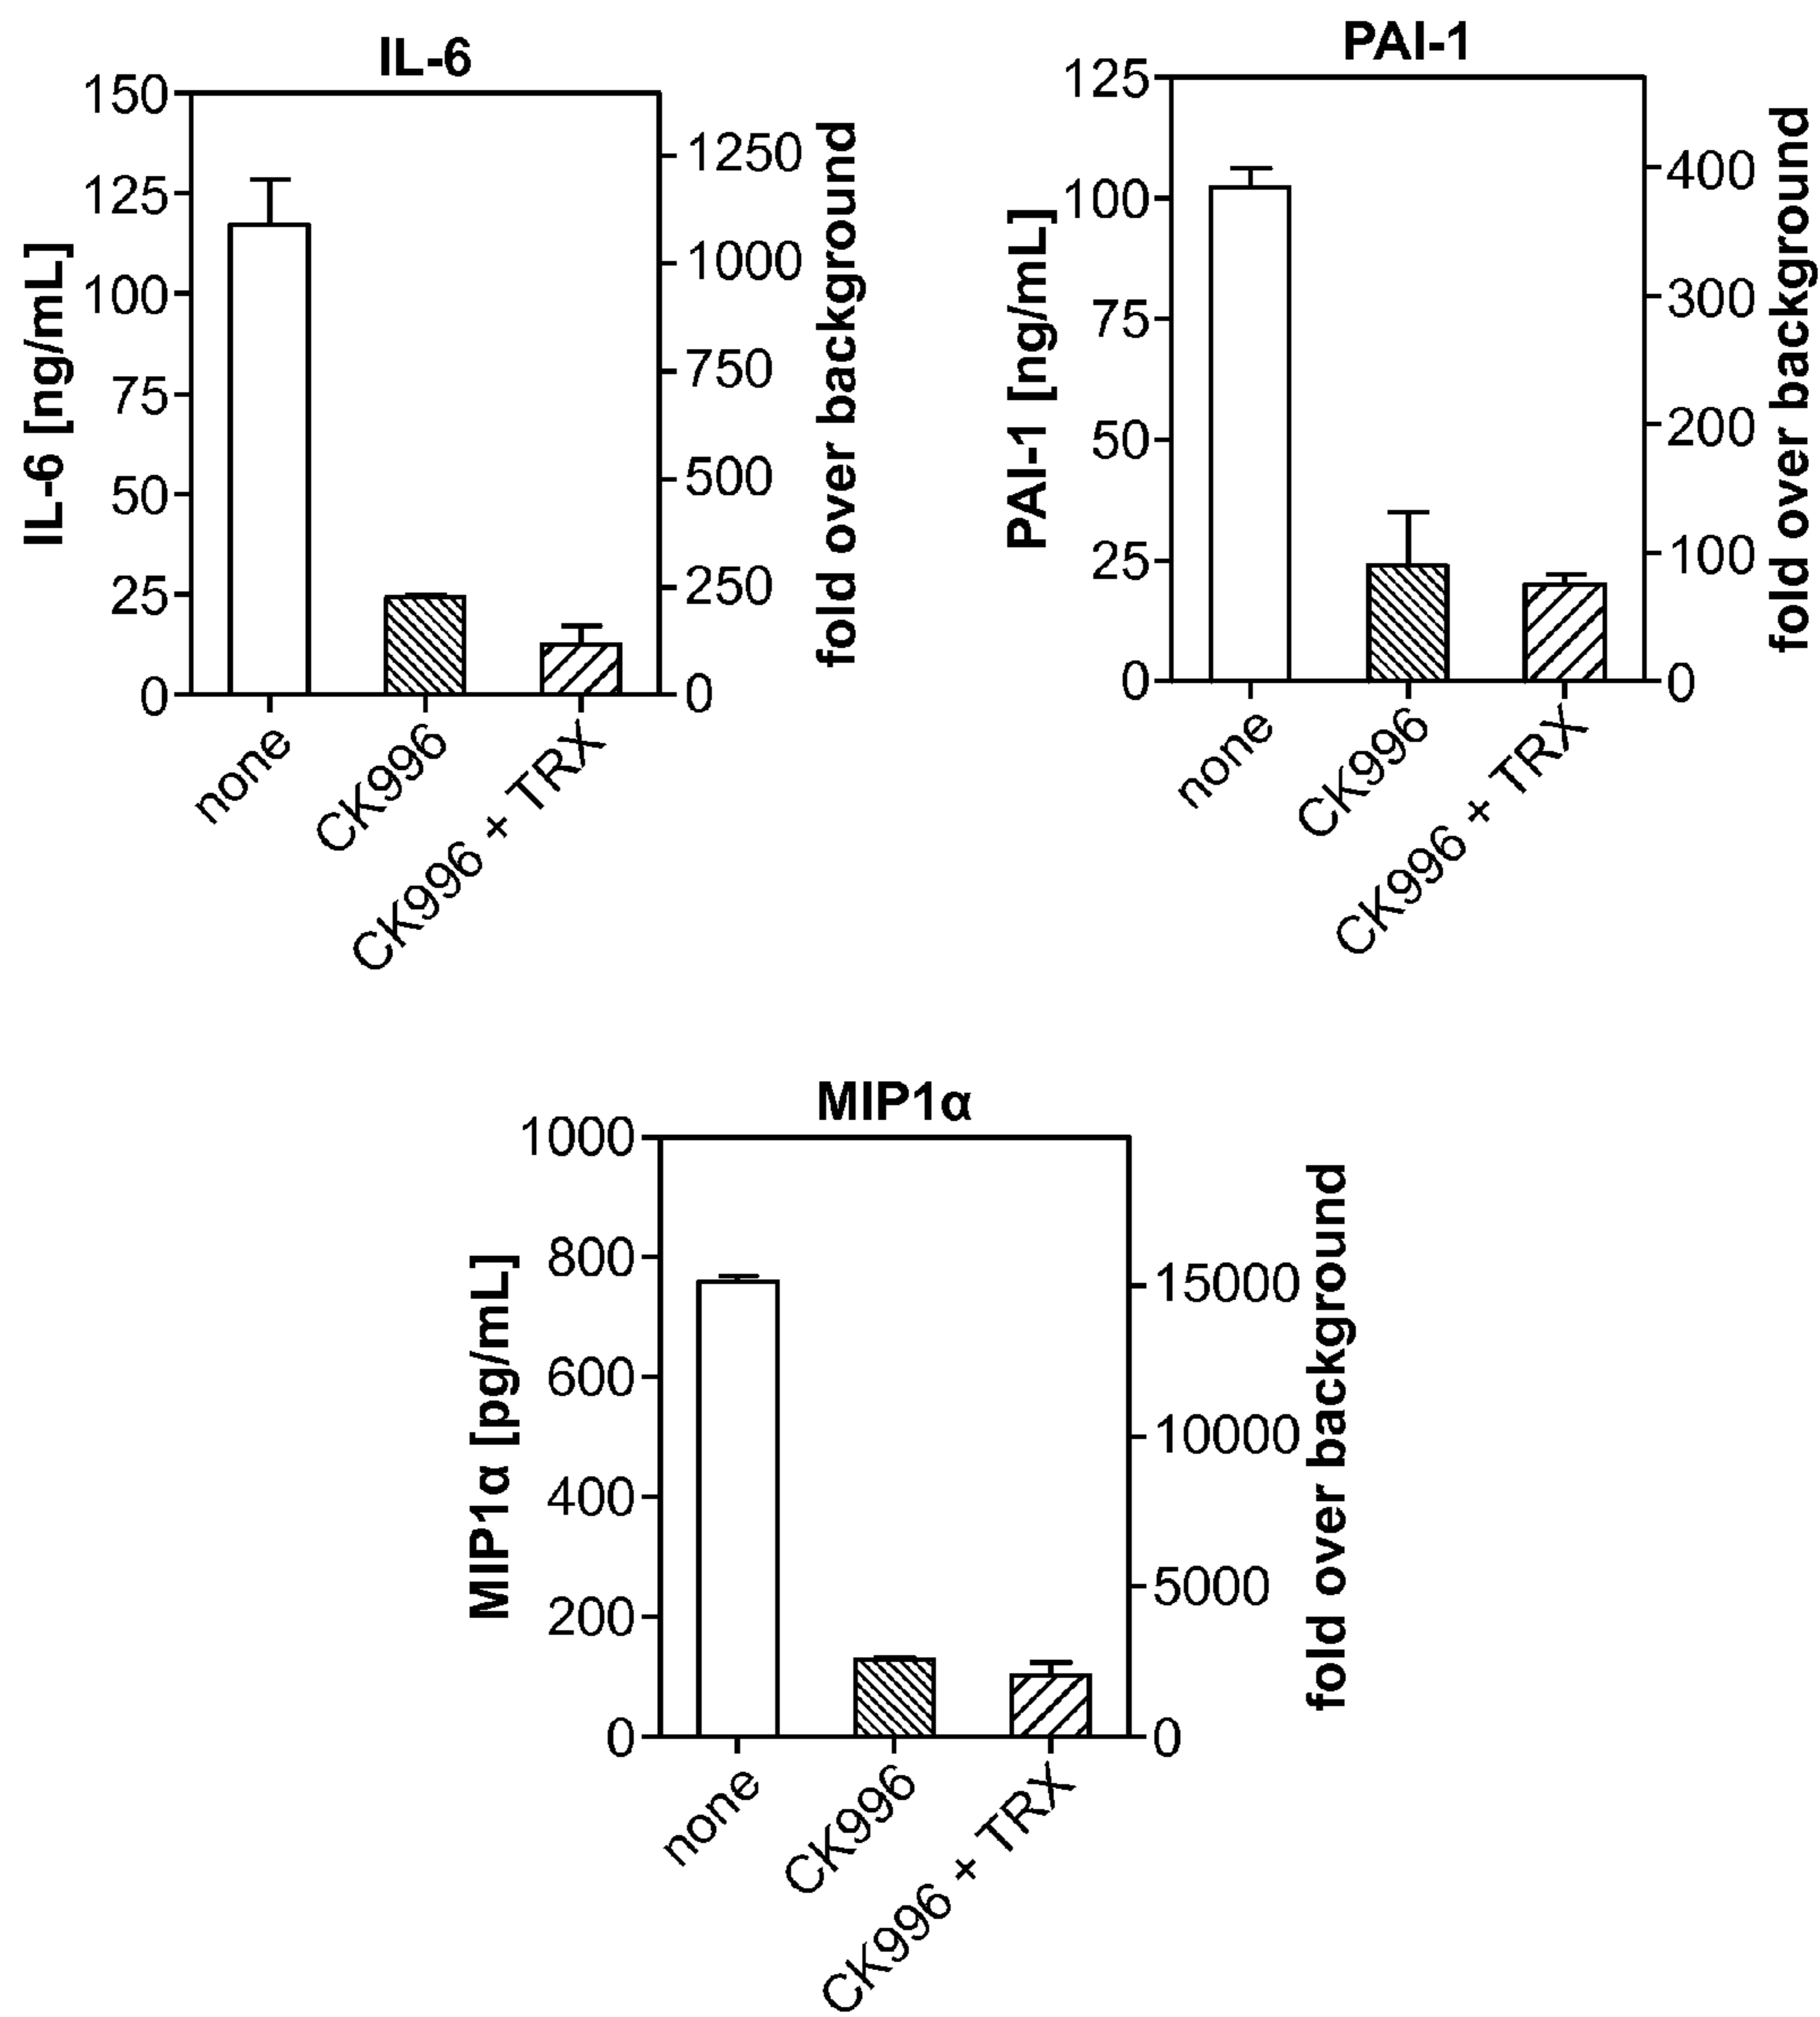 IL-6
IL-6 [ng/mL]
150
125
100
75
50
25
0
1250
1000
750
500
250
0
fold over background
none
CK996
CK996 + TRX
PAI-1
PAI-1 [ng/mL]
125
100
75
50
25
0
400
300
200
100
0
fold over background
none
CK996
CK996 + TRX
MIP1α
MIP1α [pg/mL]
1000
800
600
400
200
0
15000
10000
5000
0
fold over background
none
CK996
CK996 + TRX